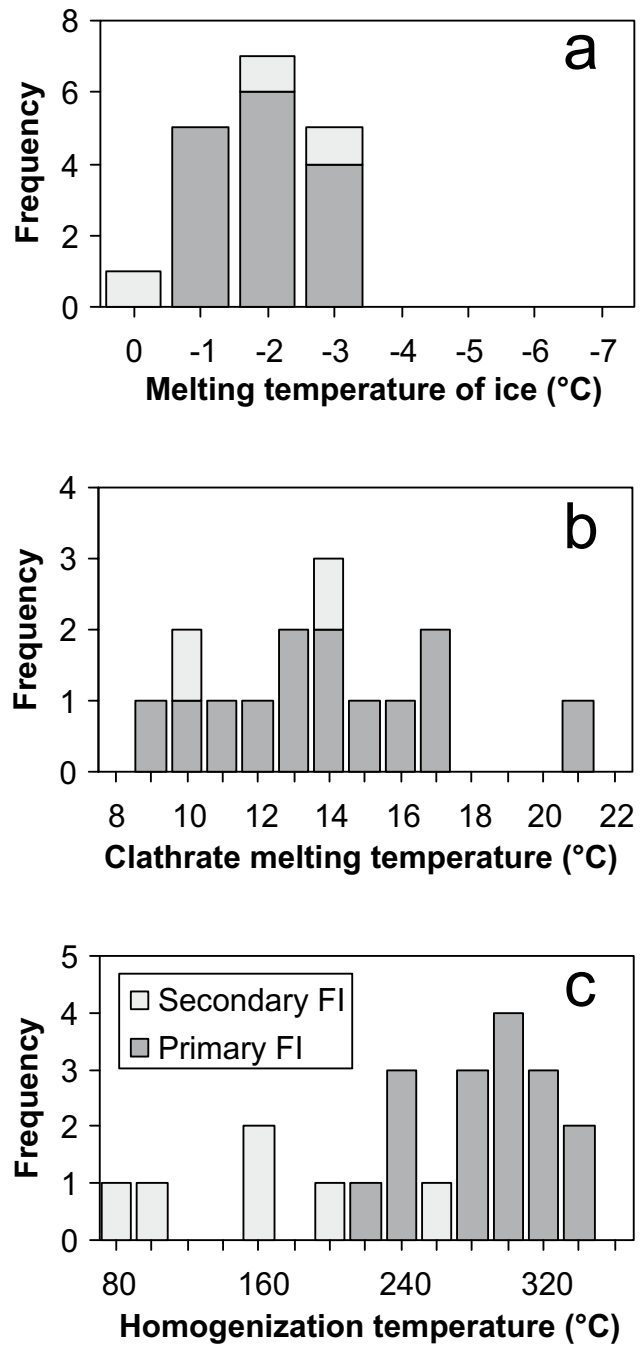 a
8
6
4
2
0
Frequency
0 -1 -2 -3 -4 -5 -6 -7
Melting temperature of ice (°C)
b
4
3
2
1
0
Frequency
8 10 12 14 16 18 20 22
Clathrate melting temperature (°C)
c
Secondary FI
Primary FI
5
4
3
2
1
0
Frequency
80 160 240 320
Homogenization temperature (°C)